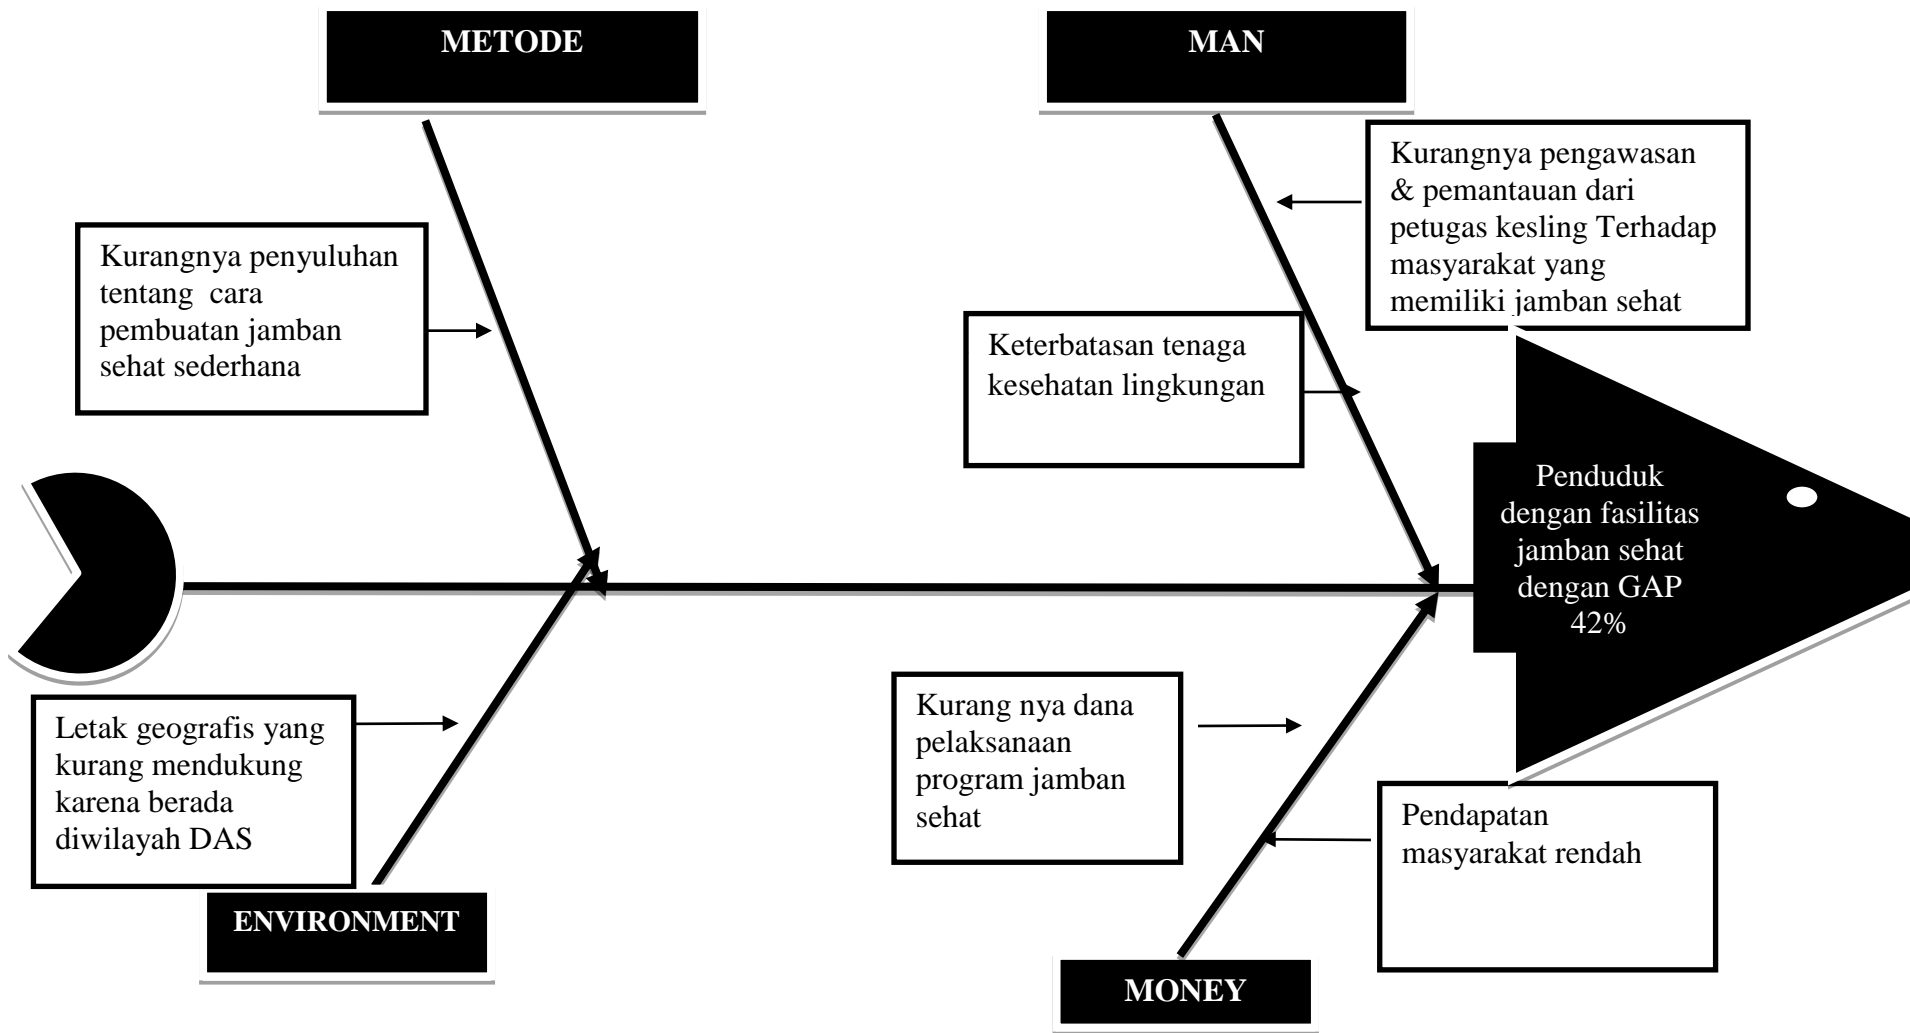 METODE
MAN
Kurangnya pengawasan
& pemantauan dari
petugas kesling Terhadap
masyarakat yang
memiliki jamban sehat
Kurangnya penyuluhan
tentang  cara
pembuatan jamban
sehat sederhana
Keterbatasan tenaga
kesehatan lingkungan
Penduduk
dengan fasilitas
jamban sehat
dengan GAP
42%
Letak geografis yang
kurang mendukung
karena berada
diwilayah DAS
Kurang nya dana
pelaksanaan
program jamban
sehat
Pendapatan
masyarakat rendah
ENVIRONMENT
MONEY